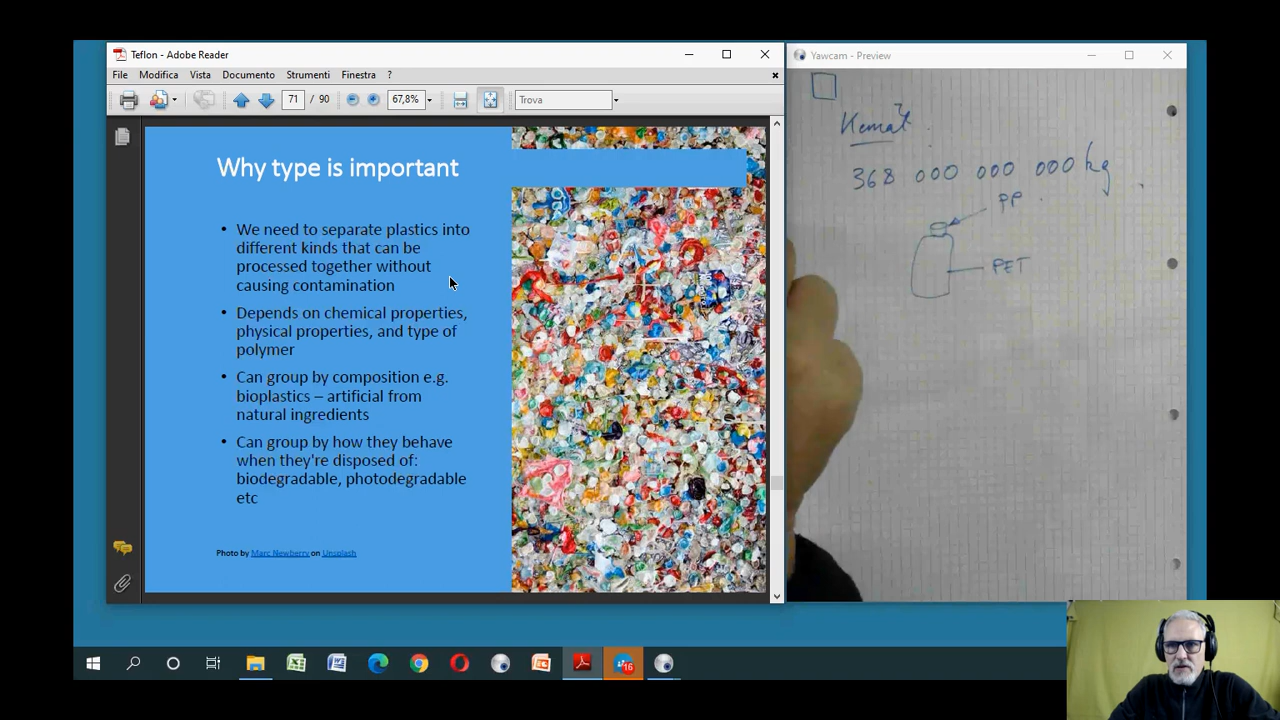 Teflon - Adobe Reader
File Modifica Vista Documento Strumenti Finestra ?
71 / 90 67,8% Trova
Why type is important
• We need to separate plastics into
different kinds that can be
processed together without
causing contamination
• Depends on chemical properties,
physical properties, and type of
polymer
• Can group by composition e.g.
bioplastics – artificial from
natural ingredients
• Can group by how they behave
when they're disposed of:
biodegradable, photodegradable
etc
Photo by Marc Newberry on Unsplash
Yawcam - Preview
368 000 000 000 kg
PP
PET
16